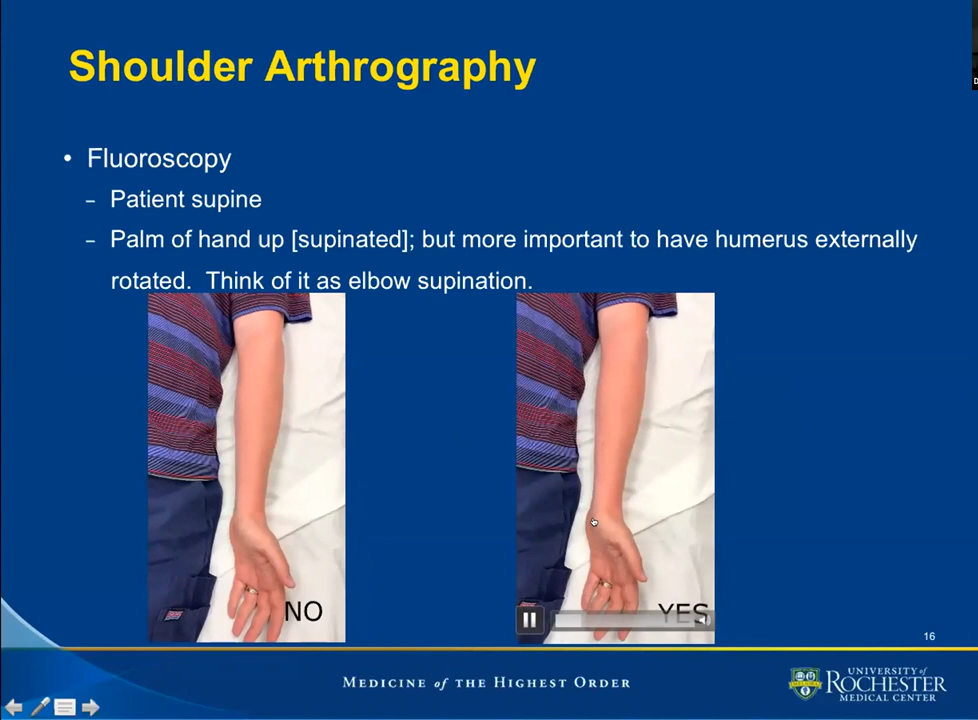 Shoulder Arthrography
• Fluoroscopy
– Patient supine
– Palm of hand up [supinated]; but more important to have humerus externally
rotated. Think of it as elbow supination.
NO
YES
16
MEDICINE of THE HIGHEST ORDER
UNIVERSITY of
ROCHESTER
MEDICAL CENTER